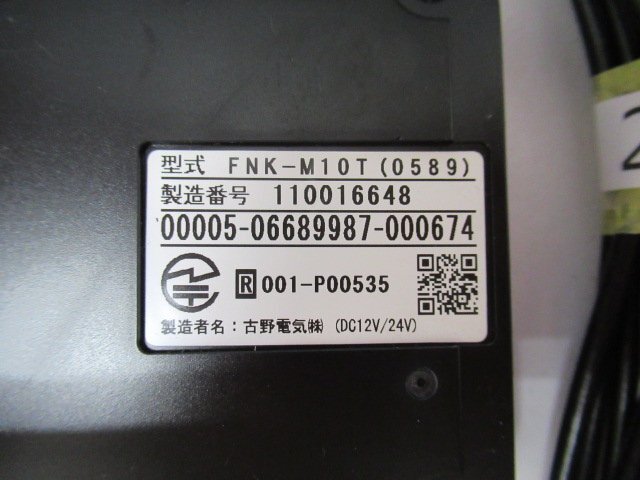 型式 FNK-M10T(0589)
製造番号 110016648
00005-06689987-000674
R 001-P00535
製造者名：古野電気㈱ (DC12V/24V)
2